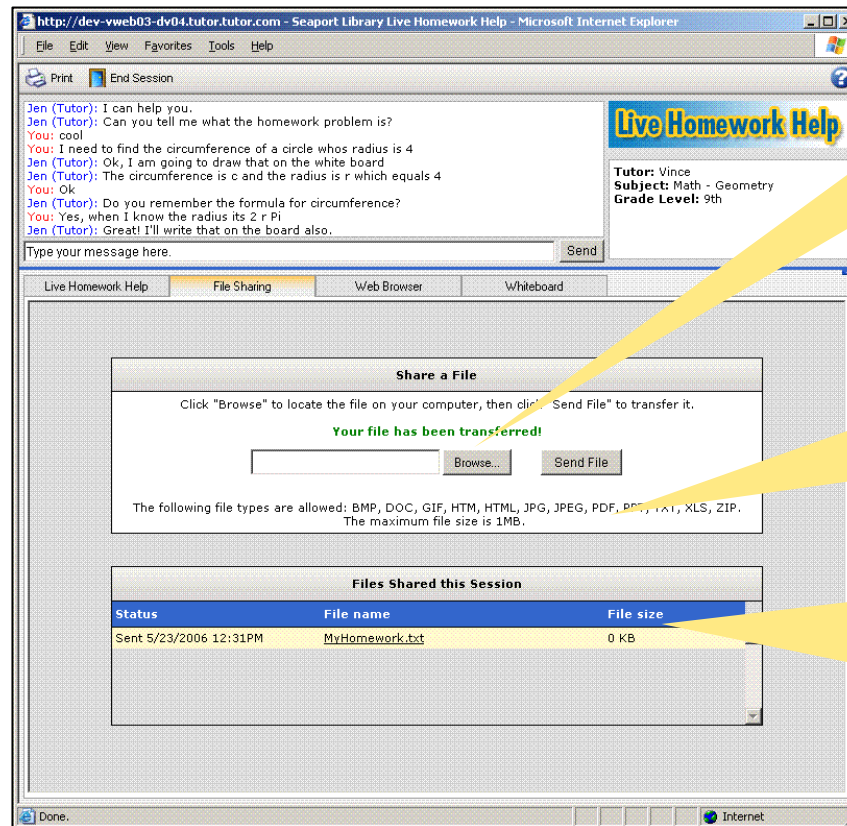 http://dev-vweb03-dv04.tutor.tutor.com - Seaport Library Live Homework Help - Microsoft Internet Explorer
File Edit View Favorites Tools Help
Print End Session
Jen (Tutor): I can help you.
Jen (Tutor): Can you tell me what the homework problem is?
You: cool
You: I need to find the circumference of a circle whos radius is 4
Jen (Tutor): Ok, I am going to draw that on the white board
Jen (Tutor): The circumference is c and the radius is r which equals 4
You: Ok
Jen (Tutor): Do you remember the formula for circumference?
You: Yes, when I know the radius its 2 r Pi
Jen (Tutor): Great! I'll write that on the board also.
Type your message here. Send
Live Homework Help
Tutor: Vince
Subject: Math - Geometry
Grade Level: 9th
Live Homework Help File Sharing Web Browser Whiteboard
Share a File
Click "Browse" to locate the file on your computer, then "Send File" to transfer it.
Your file has been transferred!
Browse... Send File
The following file types are allowed: BMP, DOC, GIF, HTM, HTML, JPG, JPEG, PDF, PPT, TXT, XLS, ZIP.
The maximum file size is 1MB.
Files Shared this Session
Status File name File size
Sent 5/23/2006 12:31PM MyHomework.txt 0 KB
Done. Internet